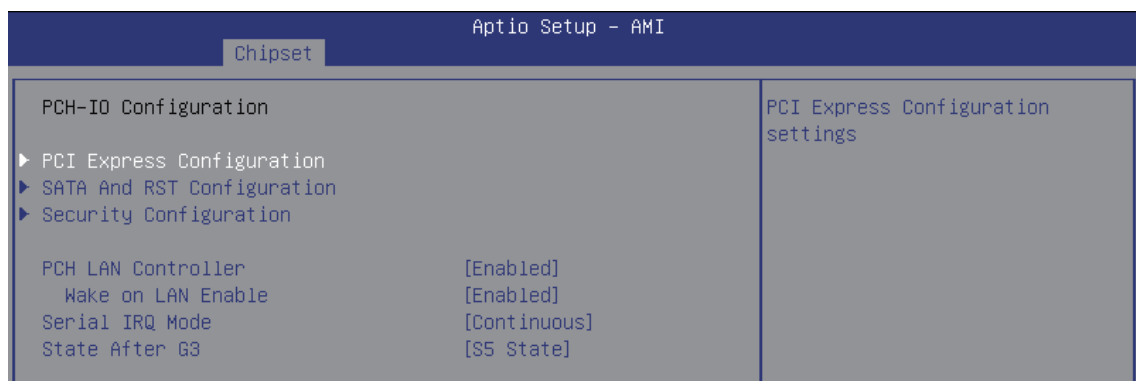 Aptio Setup – AMI
Chipset
PCH-IO Configuration
PCI Express Configuration
SATA And RST Configuration
Security Configuration
PCH LAN Controller [Enabled]
Wake on LAN Enable [Enabled]
Serial IRQ Mode [Continuous]
State After G3 [S5 State]
PCI Express Configuration
settings